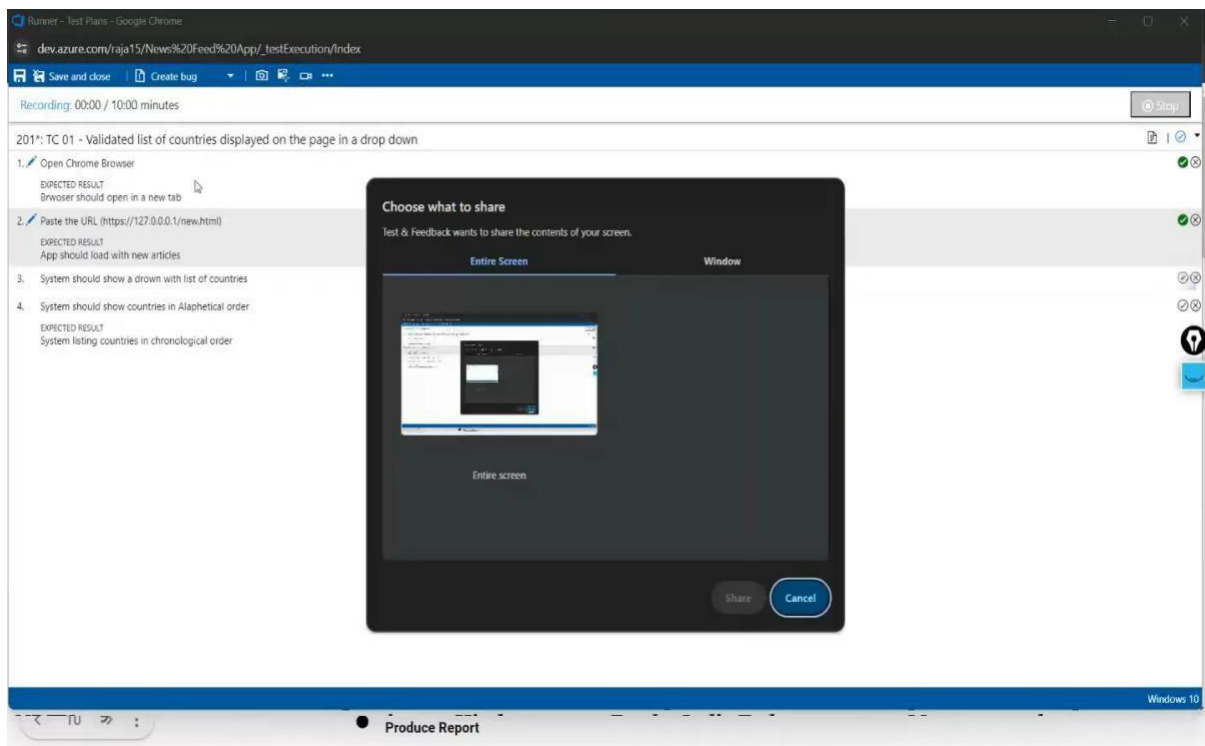 Runner - Test Plans - Google Chrome
dev.azure.com/raja15/News%20Feed%20App/_testExecution/Index
Save and close
Create bug
Recording: 00:00 / 10:00 minutes
Stop
201*: TC 01 - Validated list of countries displayed on the page in a drop down
1. Open Chrome Browser
EXPECTED RESULT
Brwoser should open in a new tab
2. Paste the URL (https://127.0.0.0.1/new.html)
EXPECTED RESULT
App should load with new articles
3. System should show a drown with list of countries
4. System should show countries in Alaphetical order
EXPECTED RESULT
System listing countries in chronological order
Choose what to share
Test & Feedback wants to share the contents of your screen.
Entire Screen
Window
Entire screen
Share
Cancel
Windows 10
Produce Report